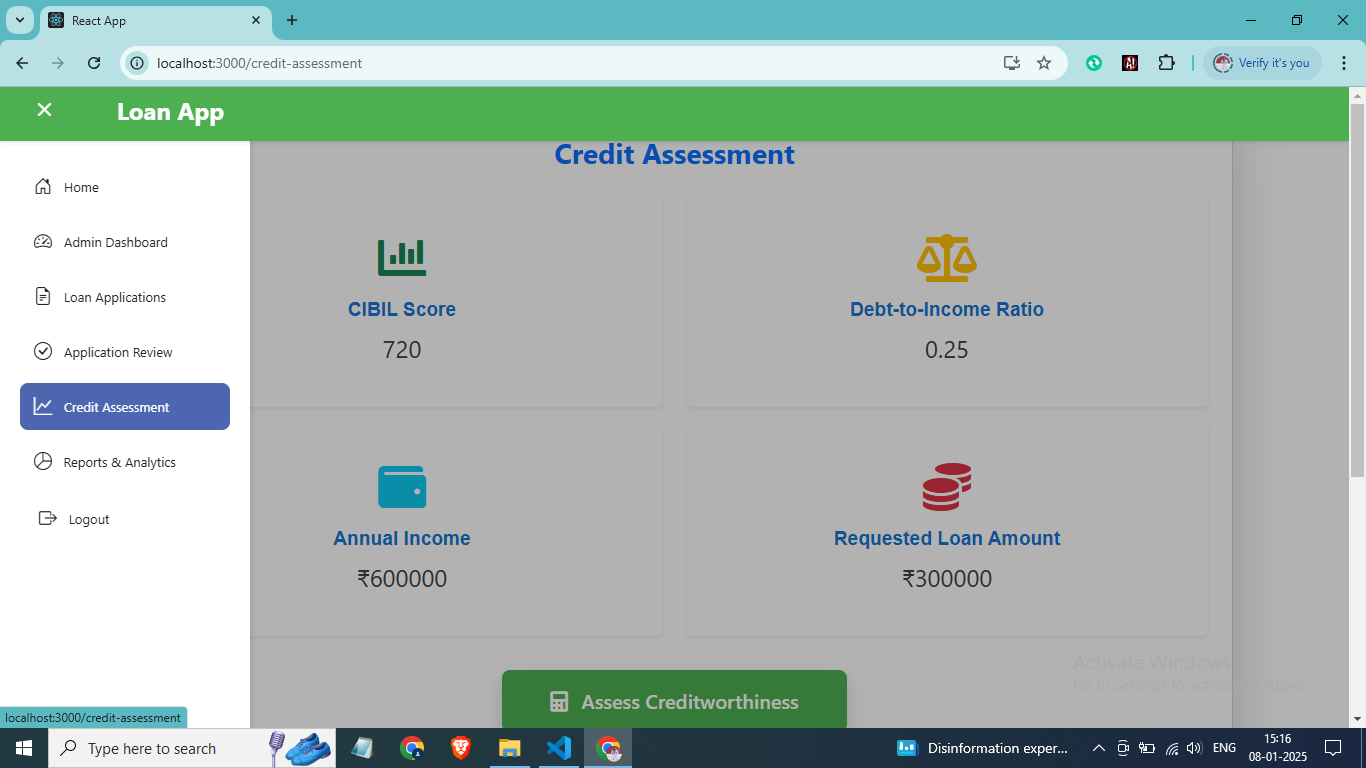 React App
localhost:3000/credit-assessment
Verify it's you
Loan App
Home
Admin Dashboard
Loan Applications
Application Review
Credit Assessment
Reports & Analytics
Logout
Credit Assessment
CIBIL Score
720
Debt-to-Income Ratio
0.25
Annual Income
₹600000
Requested Loan Amount
₹300000
Assess Creditworthiness
Activate Windows
Go to Settings to activate Windows.
localhost:3000/credit-assessment
Type here to search
Disinformation exper...
ENG
15:16
08-01-2025